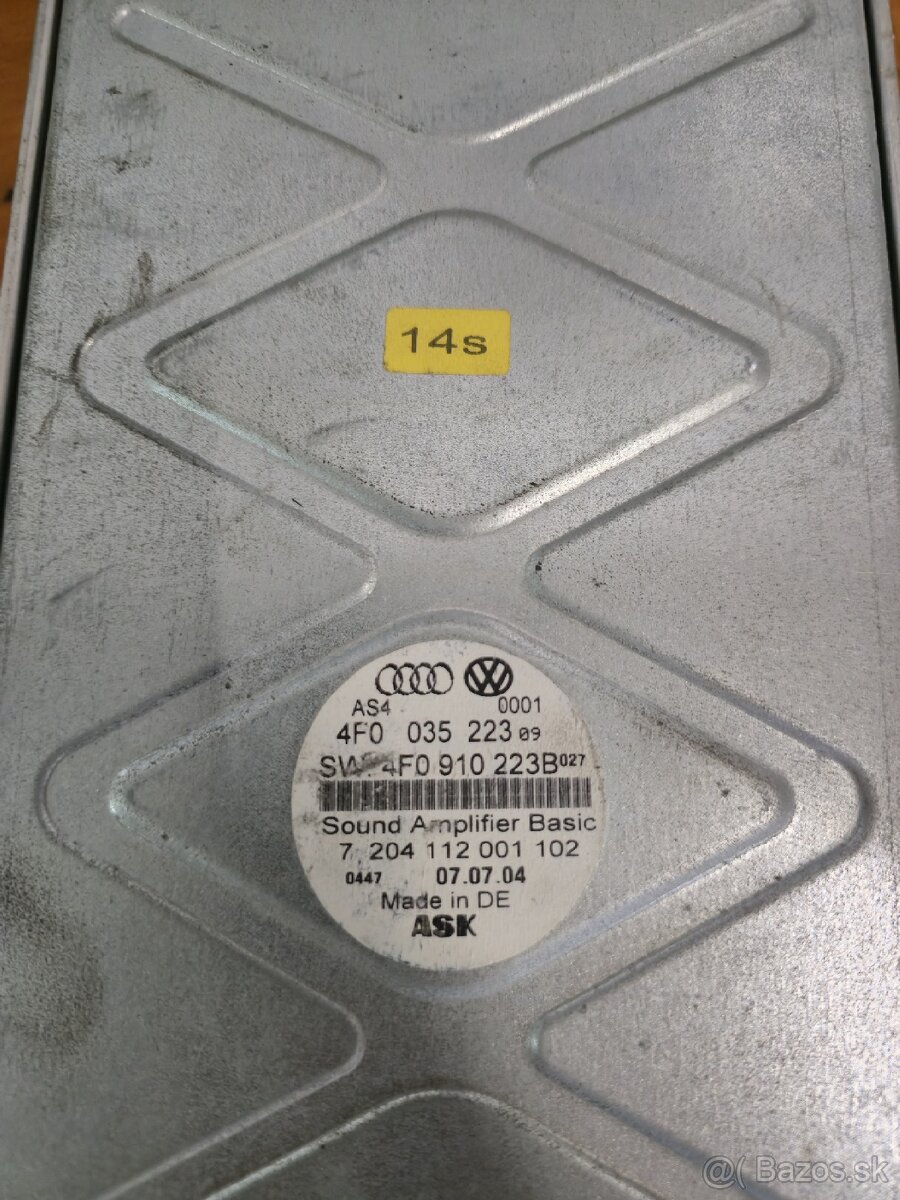 14s
AS4 0001
4F0 035 223 09
SW: 4F0 910 223B 027
Sound Amplifier Basic
7 204 112 001 102
0447 07.07.04
Made in DE
ASK
@( Bazos.sk